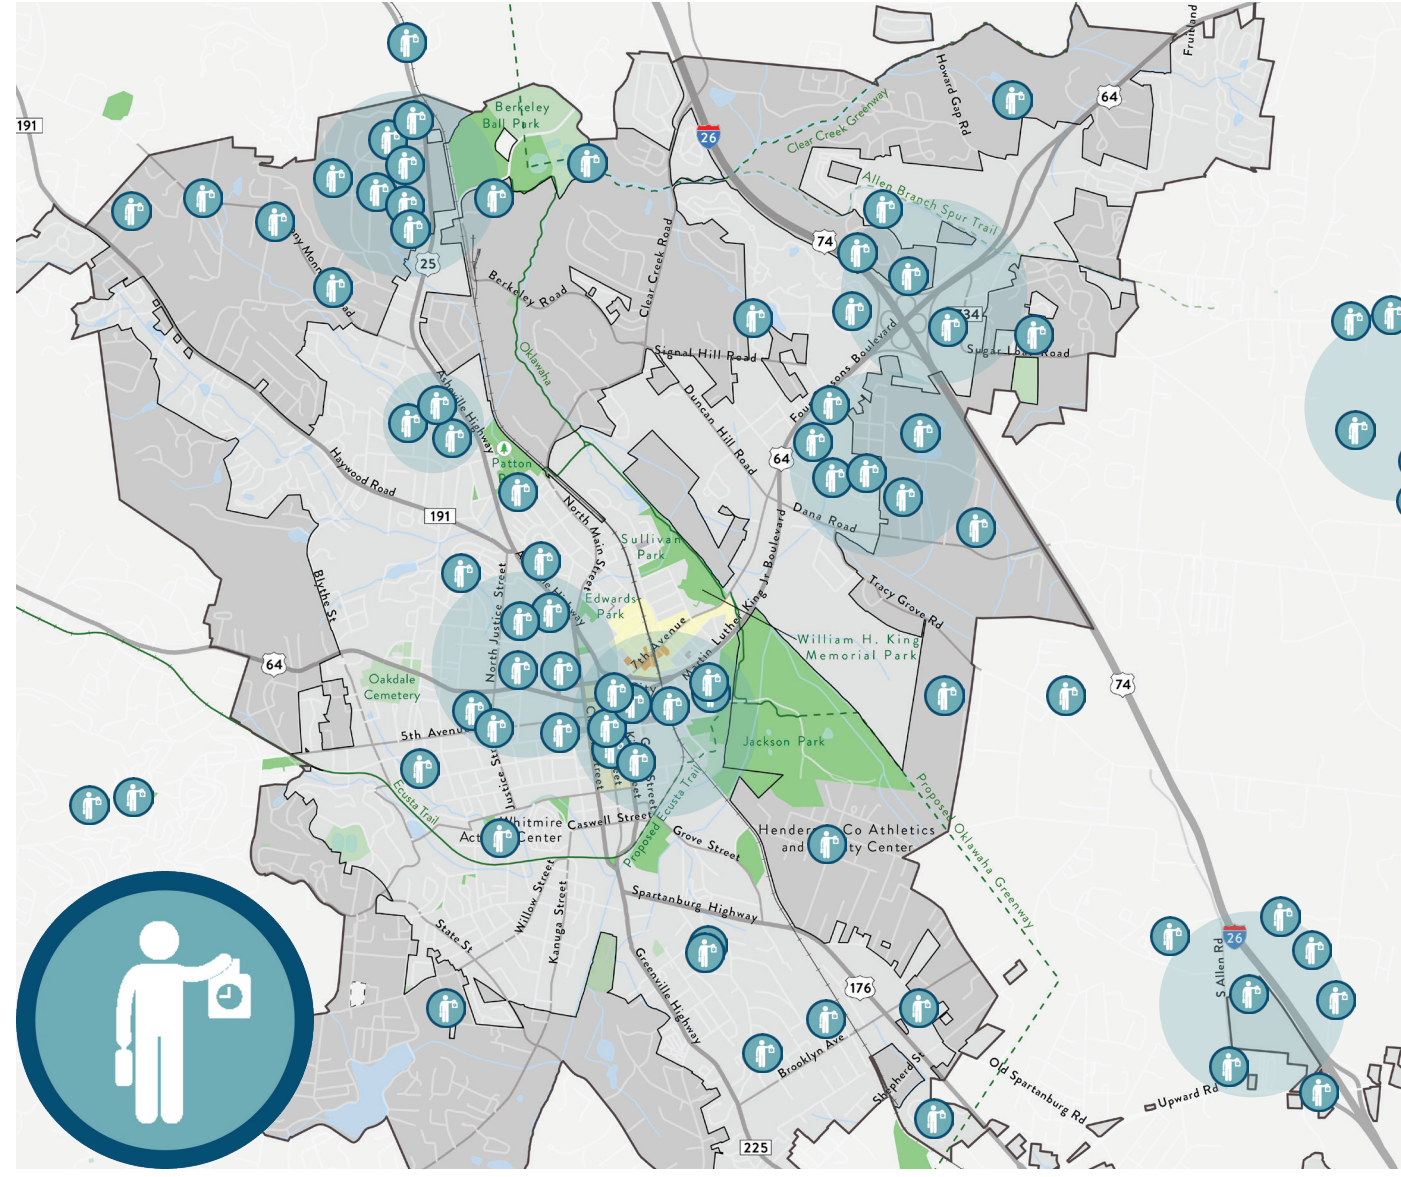 Fruitland
Howard Gap Rd
64
Berkeley
Ball Park
191
26
Clear Creek Greenway
Allen Branch Spur Trail
74
25
Clear Creek Road
Berkeley Road
34
Signal Hill Road
Boulevard
Road
Oklawaha
Asheville Highway
Duncan Hill Road
Haywood Road
Patton
64
191
North Main Street
Dana Road
Sullivan
Park
Blythe St
North Justice Street
Edwards
Park
Martin Luther King Jr Boulevard
Tracy Grove Rd
7th Avenue
William H. King
Memorial Park
64
Oakdale
Cemetery
74
5th Avenue
Jackson Park
Ecusta Trail
Proposed Ecusta Trail
Proposed Oklawaha Greenway
Whitmire
Center
Caswell Street
Grove Street
Co Athletics
and
Center
Spartanburg Highway
Willow Street
Kanuga Street
State St
Greenville Highway
176
26
S Allen Rd
Brooklyn Ave
Shepherd St
Old Spartanburg Rd
Upward Rd
225